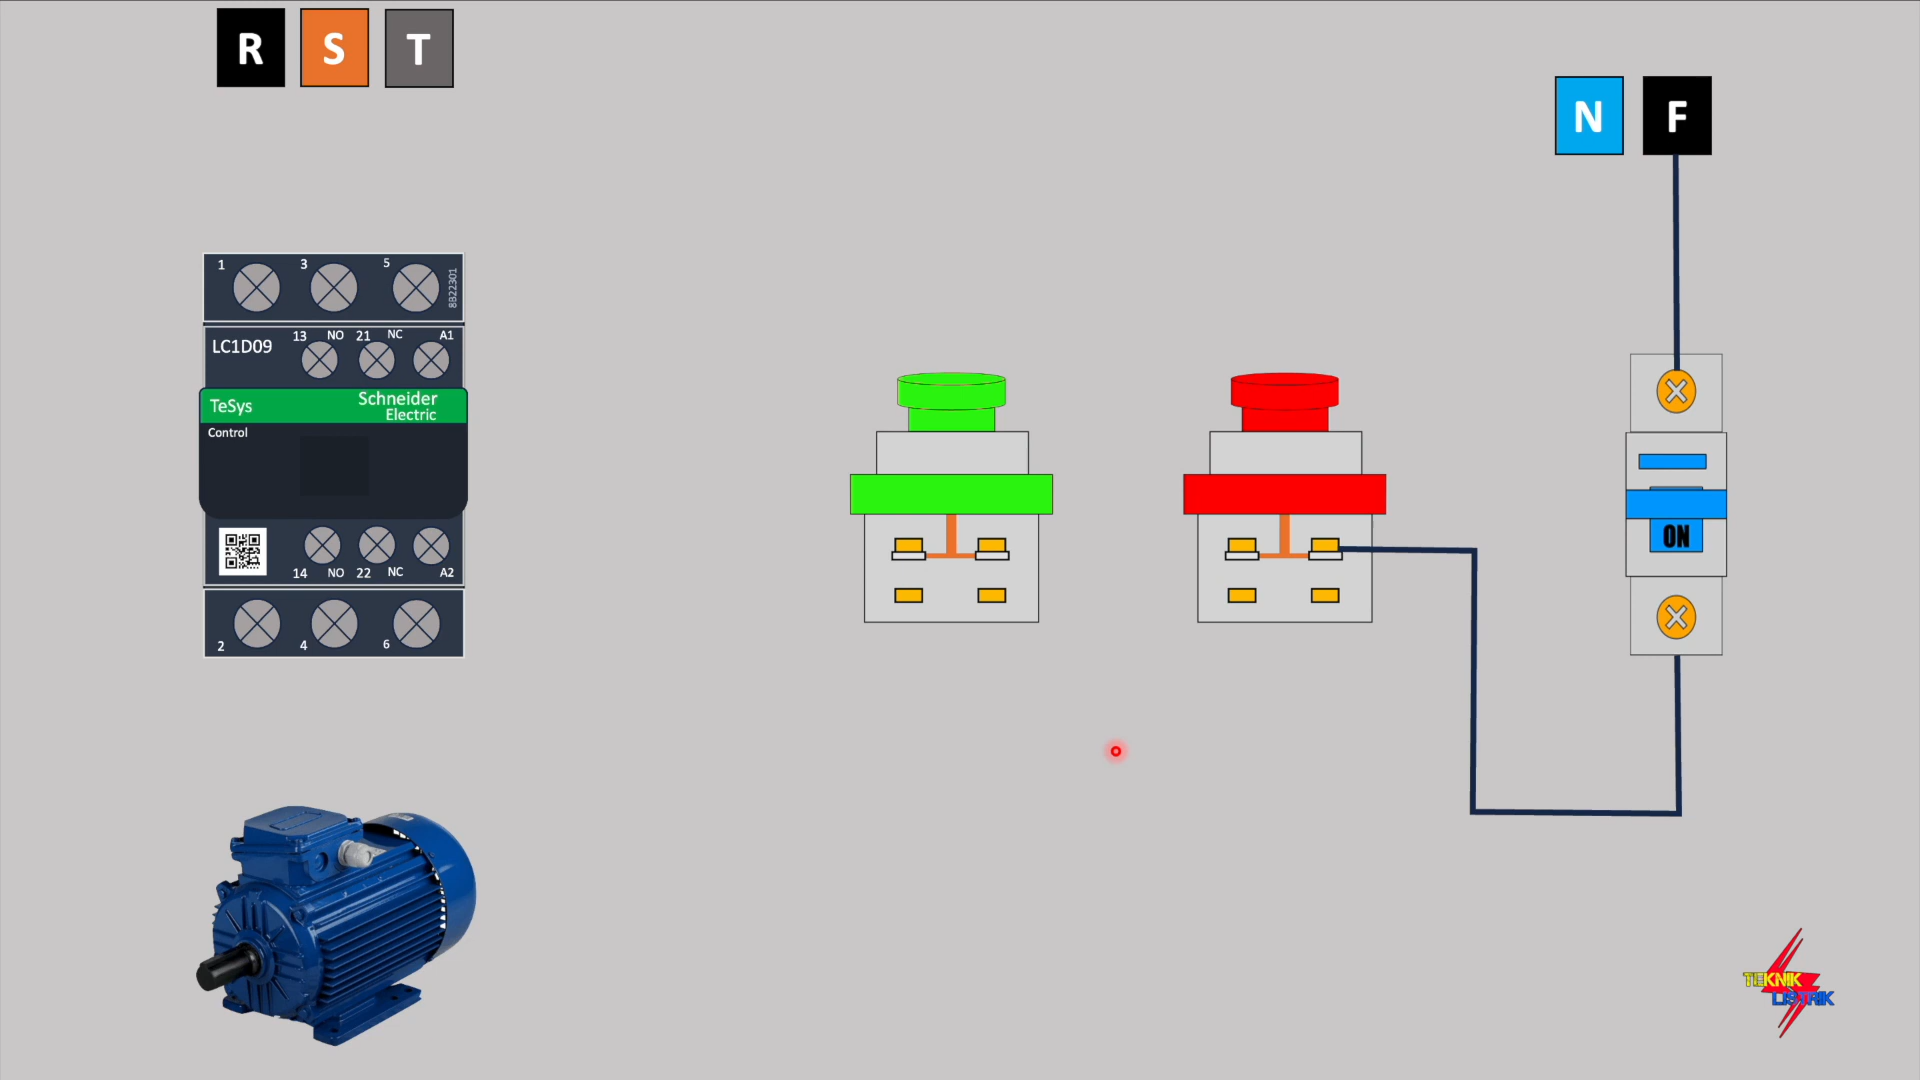 R S T
N F
1 3 5
8B22301
13 NO 21 NC A1
LC1D09
TeSys
Schneider
Electric
Control
ON
14 NO 22 NC A2
2 4 6
TEKNIK
LISTRIK